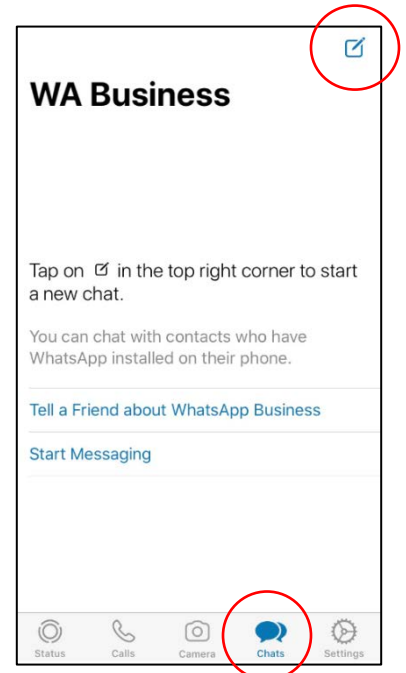 WA Business
Tap on in the top right corner to start
a new chat.
You can chat with contacts who have
WhatsApp installed on their phone.
Tell a Friend about WhatsApp Business
Start Messaging
Status Calls Camera Chats Settings